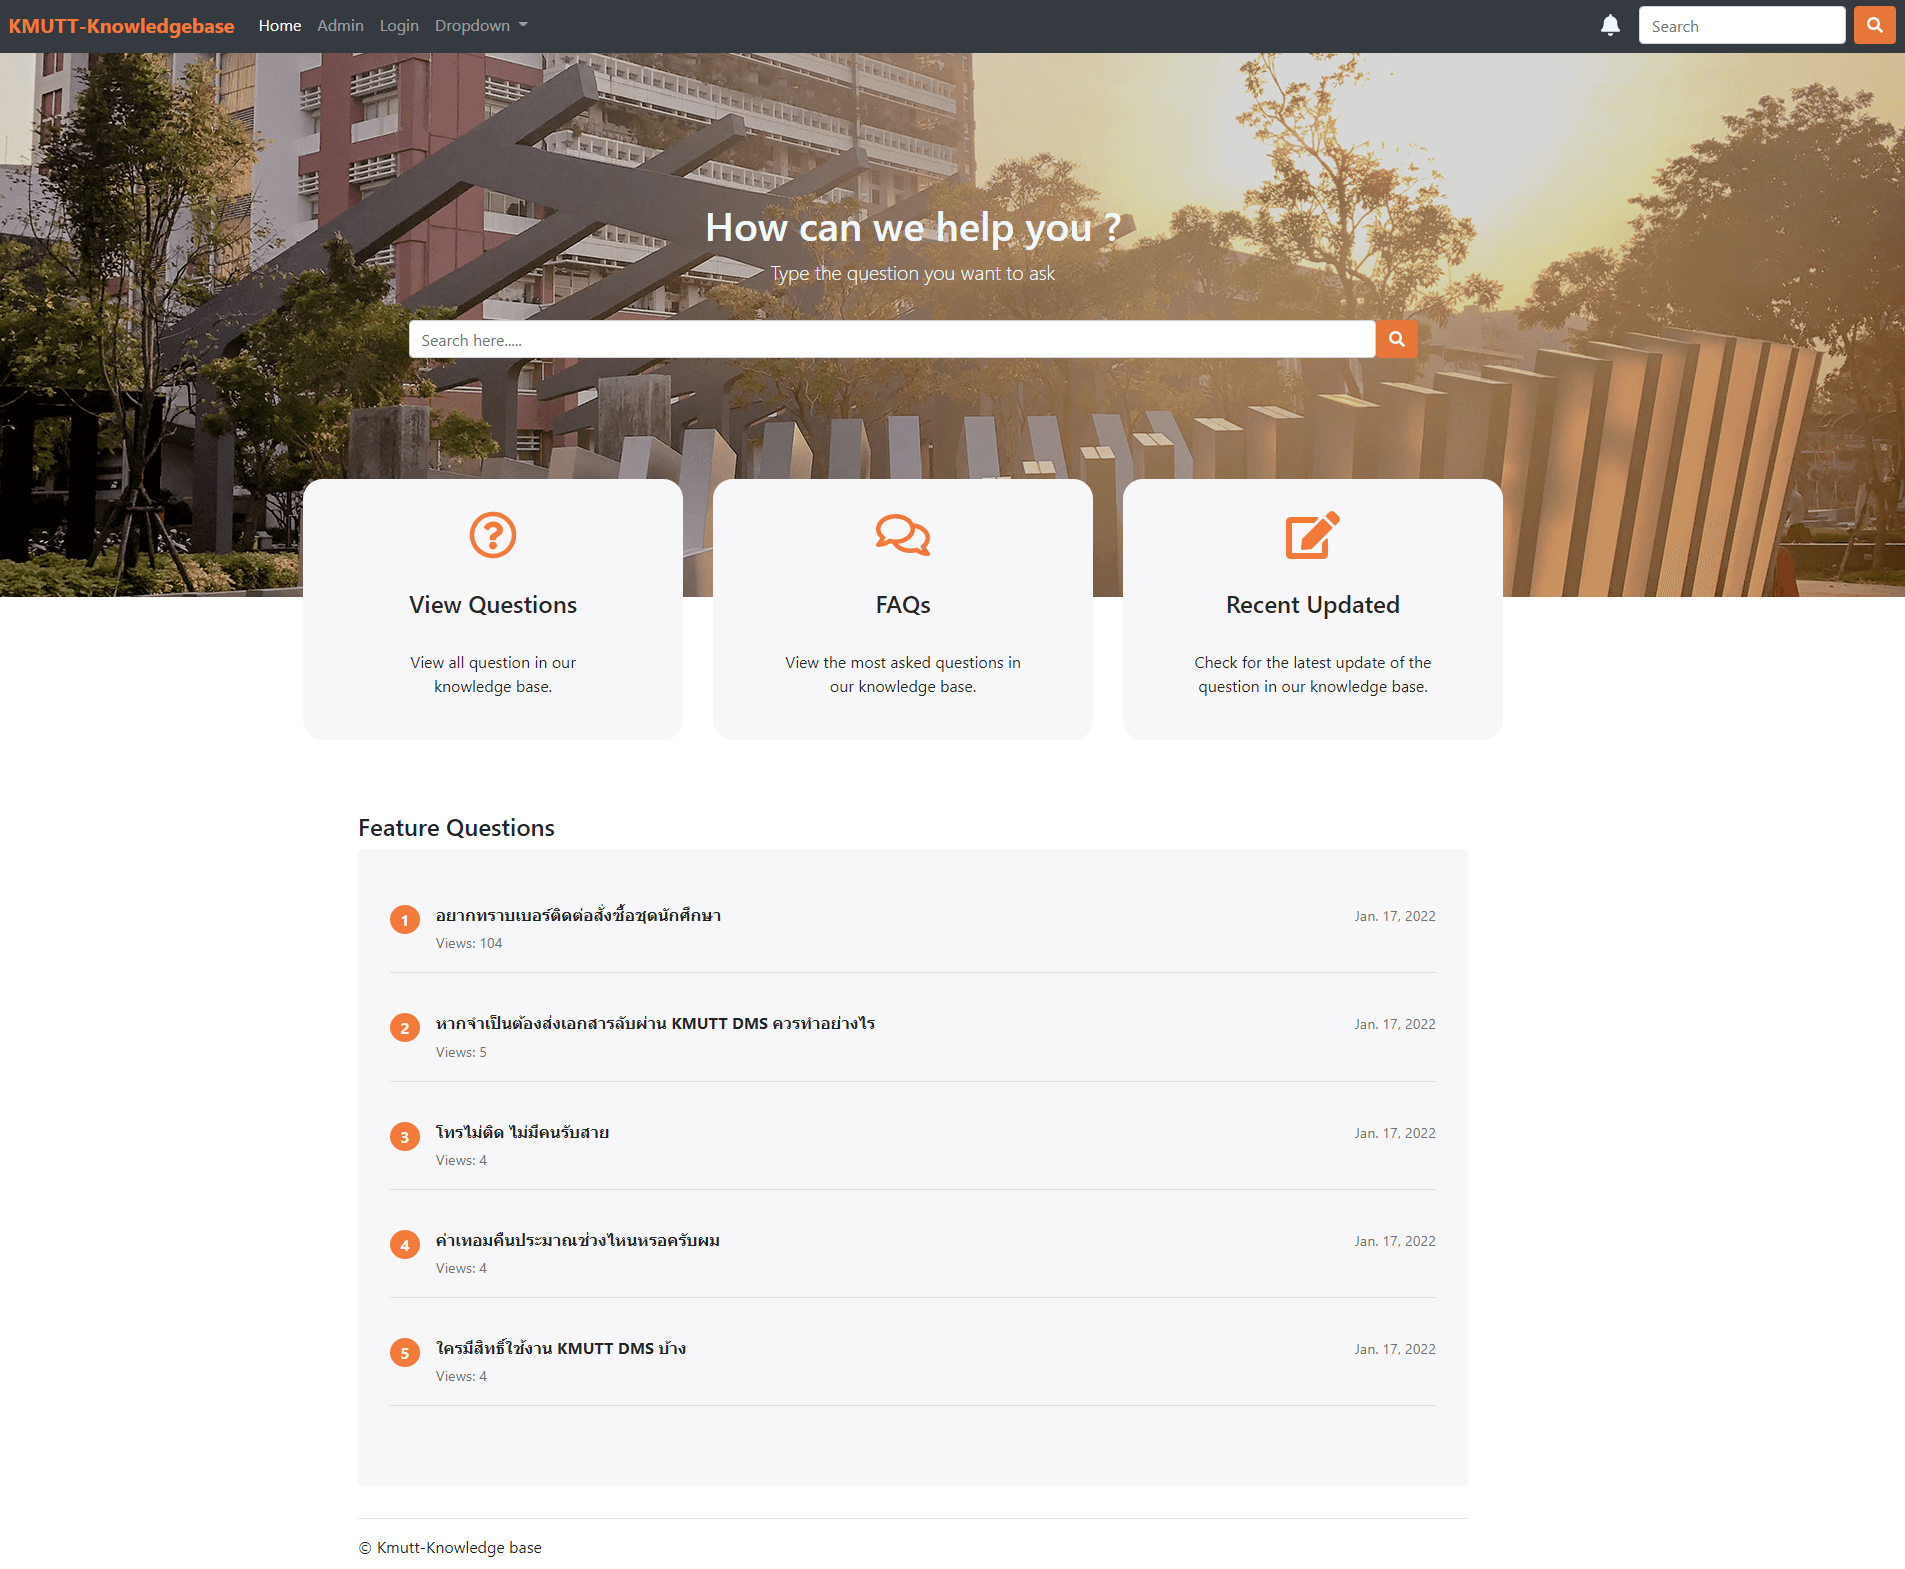 KMUTT-Knowledgebase Home Admin Login Dropdown Search
How can we help you ?
Type the question you want to ask
Search here.....
View Questions
View all question in our
knowledge base.
FAQs
View the most asked questions in
our knowledge base.
Recent Updated
Check for the latest update of the
question in our knowledge base.
Feature Questions
1 อยากทราบเบอร์ติดต่อสั่งซื้อชุดนักศึกษา Jan. 17, 2022
Views: 104
2 หากจำเป็นต้องส่งเอกสารลับผ่าน KMUTT DMS ควรทำอย่างไร Jan. 17, 2022
Views: 5
3 โทรไม่ติด ไม่มีคนรับสาย Jan. 17, 2022
Views: 4
4 ค่าเทอมคืนประมาณช่วงไหนหรอครับผม Jan. 17, 2022
Views: 4
5 ใครมีสิทธิ์ใช้งาน KMUTT DMS บ้าง Jan. 17, 2022
Views: 4
© Kmutt-Knowledge base